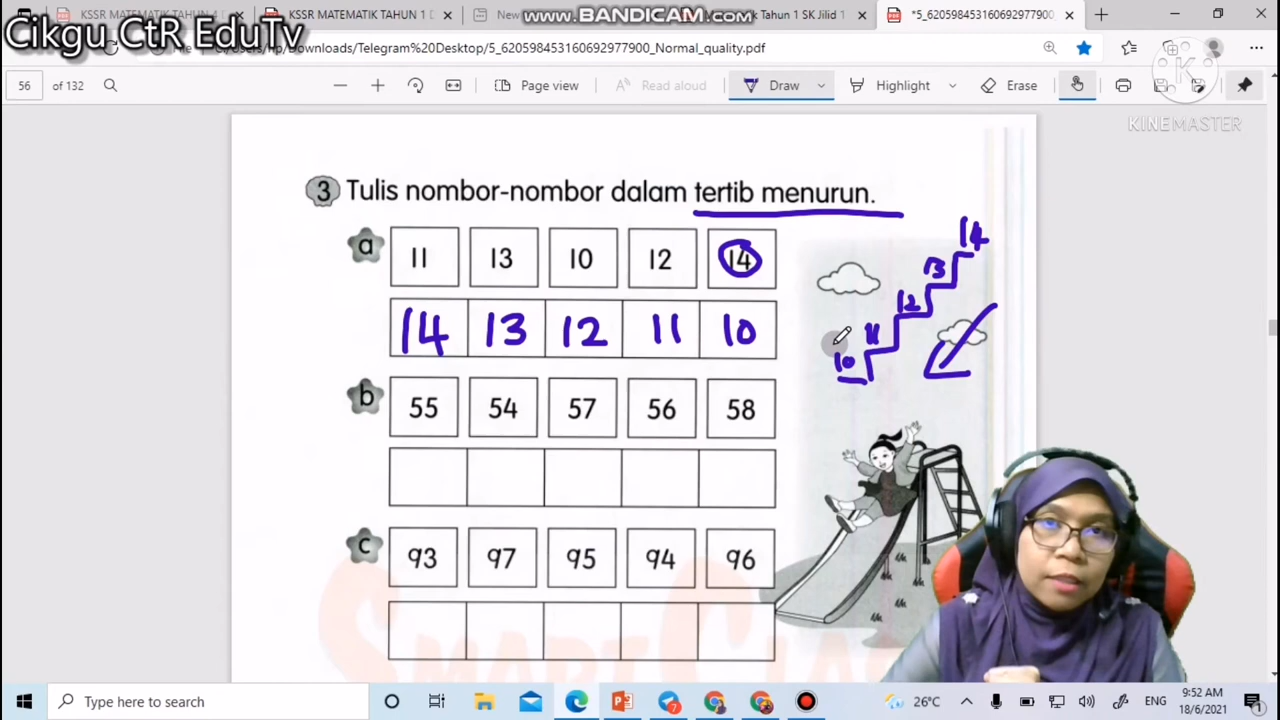 KSSR MATEMATIK TAHUN 4
KSSR MATEMATIK TAHUN 1
New
Tahun 1 SK Jilid 1
*5_620598453160692977900_
www.BANDICAM.com
Cikgu CtR EduTv
/Downloads/Telegram%20Desktop/5_620598453160692977900_Normal_quality.pdf
56 of 132
Page view
Read aloud
Draw
Highlight
Erase
K
KINEMASTER
3 Tulis nombor-nombor dalam tertib menurun.
14
13
12
11
10
a 11 13 10 12 14
14 13 12 11 10
b 55 54 57 56 58
c 93 97 95 94 96
Type here to search
7
26°C
ENG
9:52 AM
18/6/2021
1